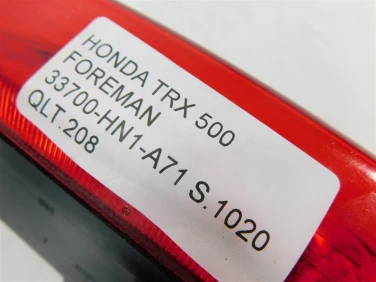 HONDA TRX 500
FOREMAN
33700-HN1-A71 S.1020
QLT.208